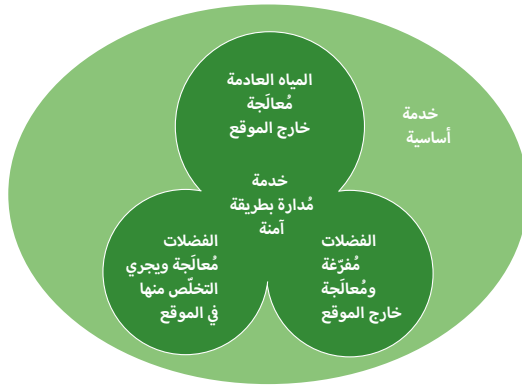 المياه العادمة
مُعالَجة
خارج الموقع
خدمة
أساسية
خدمة
مُدارة بطريقة
آمنة
الفضلات
مُفرّغة
ومُعالَجة
خارج الموقع
الفضلات
مُعالَجة ويجري
التخلّص منها
في الموقع